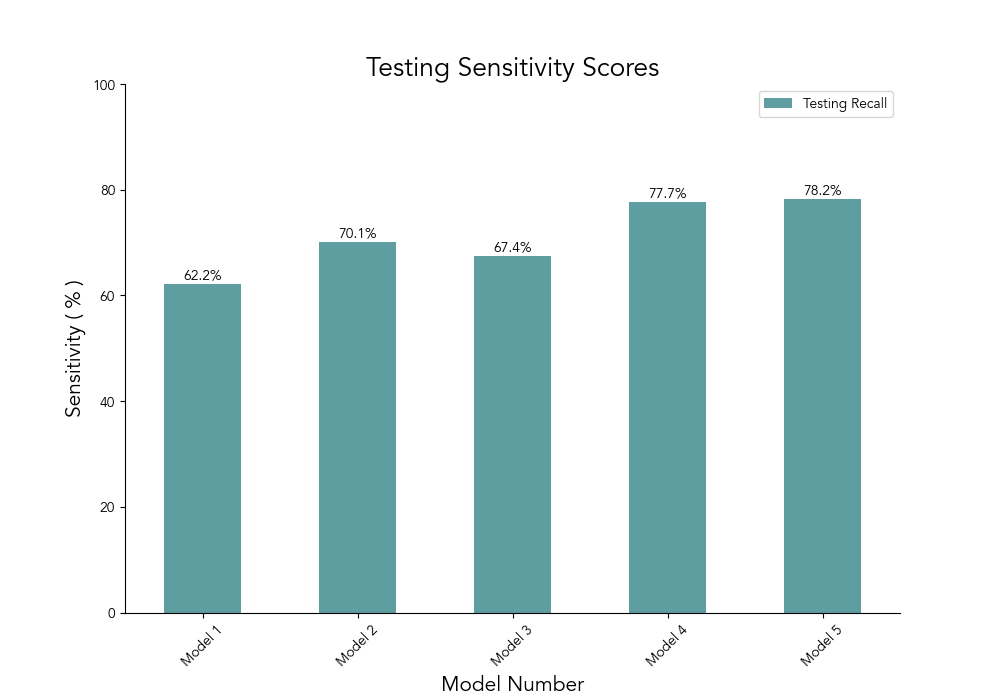 Testing Sensitivity Scores
Testing Recall
Sensitivity ( % )
100
80
60
40
20
0
62.2%
70.1%
67.4%
77.7%
78.2%
Model 1
Model 2
Model 3
Model 4
Model 5
Model Number